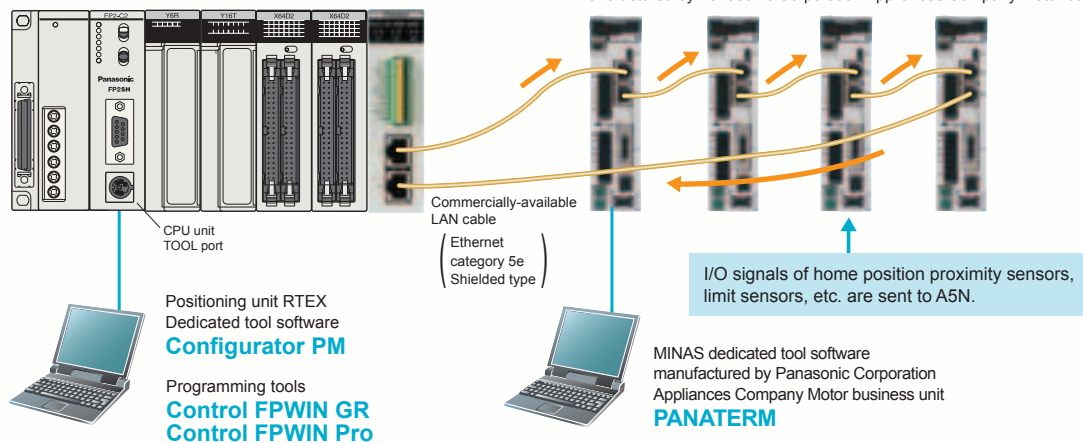 FP2-C2
Y6R
Y16T
X64D2
X64D2
Panasonic
FP2SH
CPU unit
TOOL port
Commercially-available
LAN cable
Ethernet
category 5e
Shielded type
I/O signals of home position proximity sensors,
limit sensors, etc. are sent to A5N.
Positioning unit RTEX
Dedicated tool software
Configurator PM
Programming tools
Control FPWIN GR
Control FPWIN Pro
MINAS dedicated tool software
manufactured by Panasonic Corporation
Appliances Company Motor business unit
PANATERM